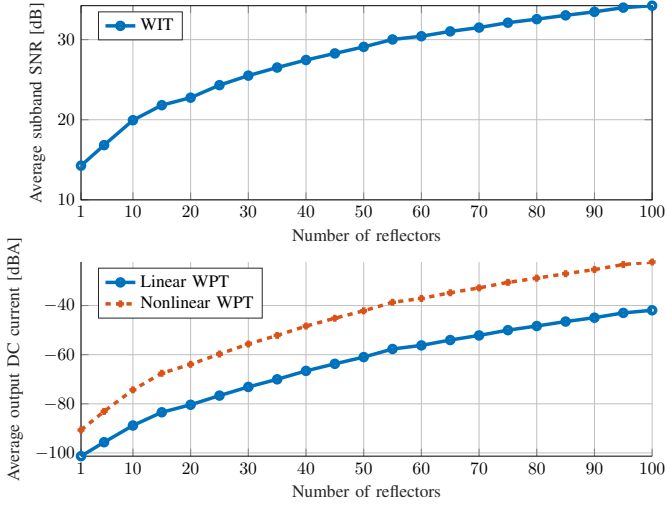 Average subband SNR [dB]
30
20
10
WIT
1 10 20 30 40 50 60 70 80 90 100
Number of reflectors
Average output DC current [dBA]
−40
−60
−80
−100
Linear WPT
Nonlinear WPT
1 10 20 30 40 50 60 70 80 90 100
Number of reflectors